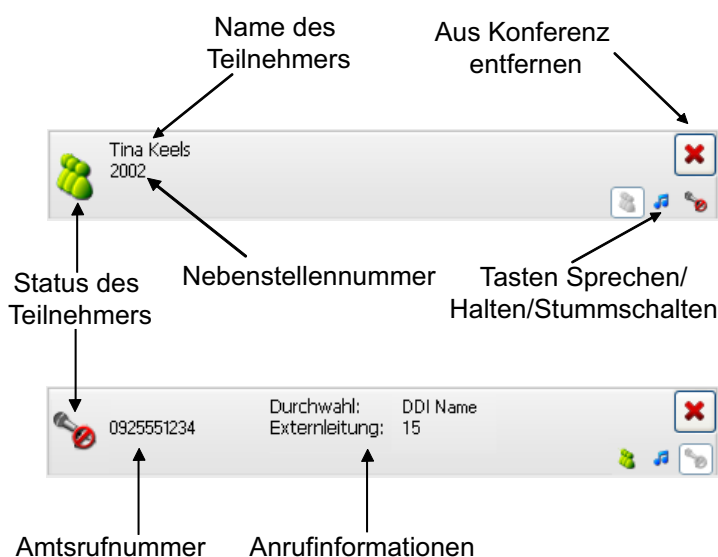 Name des
Teilnehmers
Aus Konferenz
entfernen
Tina Keels
2002
Status des
Teilnehmers
Nebenstellennummer
Tasten Sprechen/
Halten/Stummschalten
0925551234
Durchwahl: DDI Name
Externleitung: 15
Amtsrufnummer
Anrufinformationen